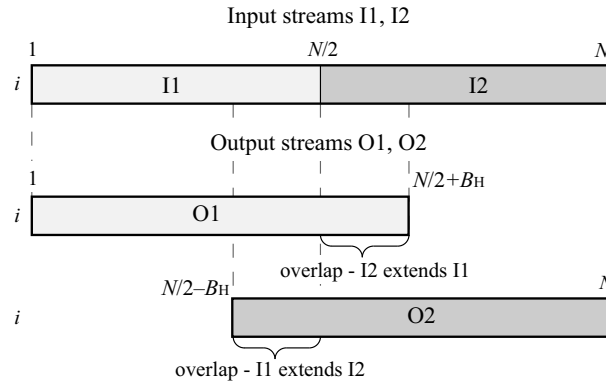 Input streams I1, I2
1 N/2 N
i I1 I2
Output streams O1, O2
1 N/2+BH
i O1
overlap - I2 extends I1
N/2–BH N
i O2
overlap - I1 extends I2